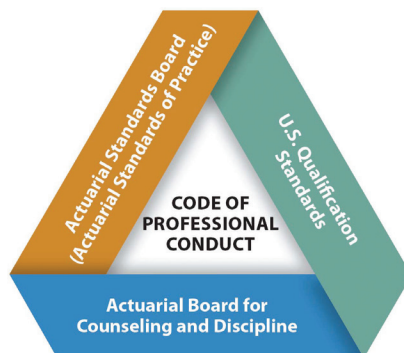 Actuarial Standards Board
(Actuarial Standards of Practice)
U.S. Qualification
Standards
CODE OF
PROFESSIONAL
CONDUCT
Actuarial Board for
Counseling and Discipline